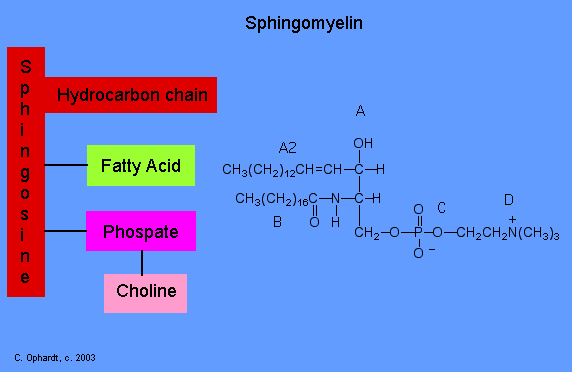 Sphingomyelin
Sphingosine
Hydrocarbon chain
Fatty Acid
Phospate
Choline
A
OH
A2
CH₃(CH₂)₁₂CH=CH—C—H
CH₃(CH₂)₁₆C—N—C—H
O H
B
CH₂—O—P—O—CH₂CH₂N(CH₃)₃
O
C
D
+
O⁻
C. Ophardt, c. 2003